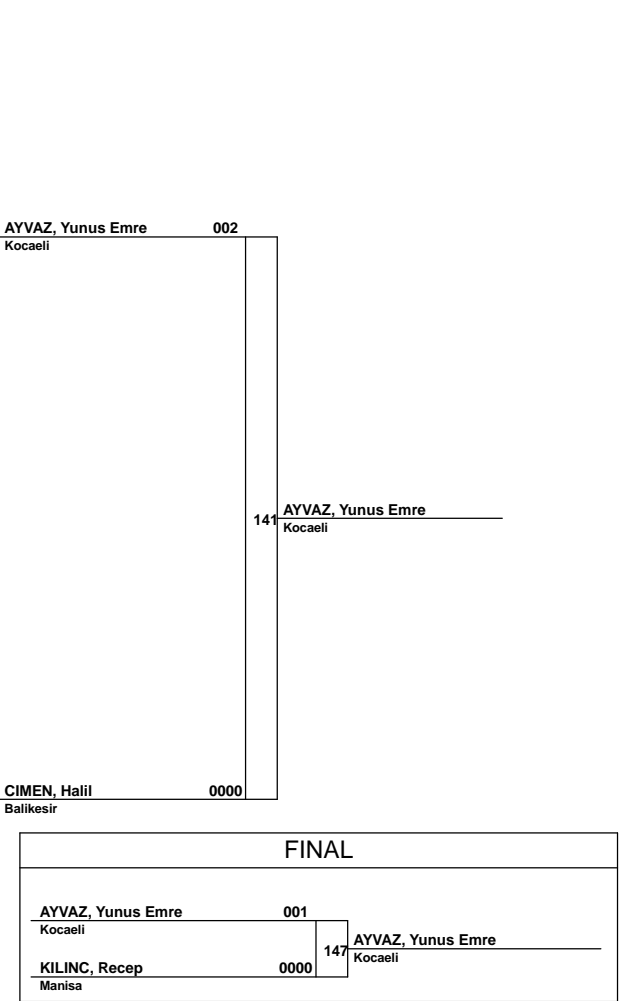 AYVAZ, Yunus Emre 002
Kocaeli
141
AYVAZ, Yunus Emre
Kocaeli
CIMEN, Halil 0000
Balikesir
FINAL
AYVAZ, Yunus Emre 001
Kocaeli
147
AYVAZ, Yunus Emre
Kocaeli
KILINC, Recep 0000
Manisa